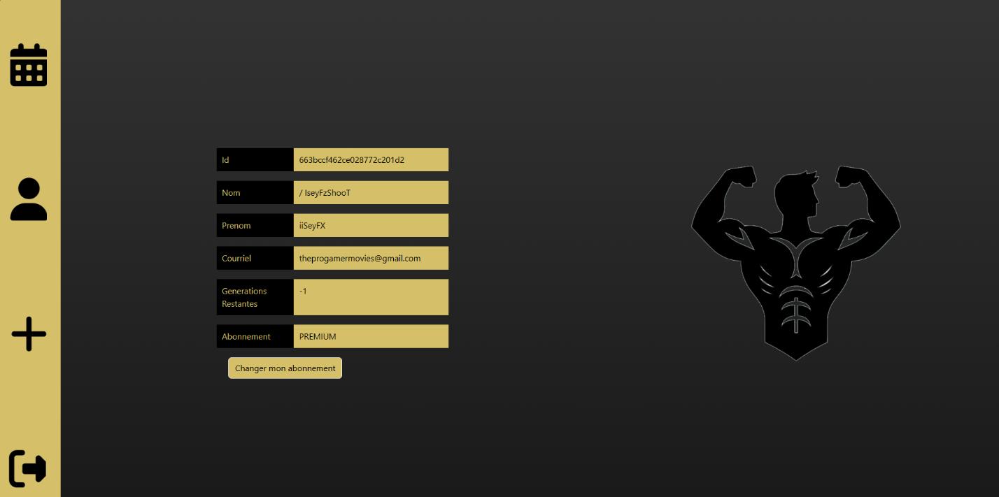 Id
663bccf462ce028772c201d2
Nom
/ IseyFzShooT
Prenom
iiSeyFX
Courriel
theprogamermovies@gmail.com
Generations
Restantes
-1
Abonnement
PREMIUM
Changer mon abonnement